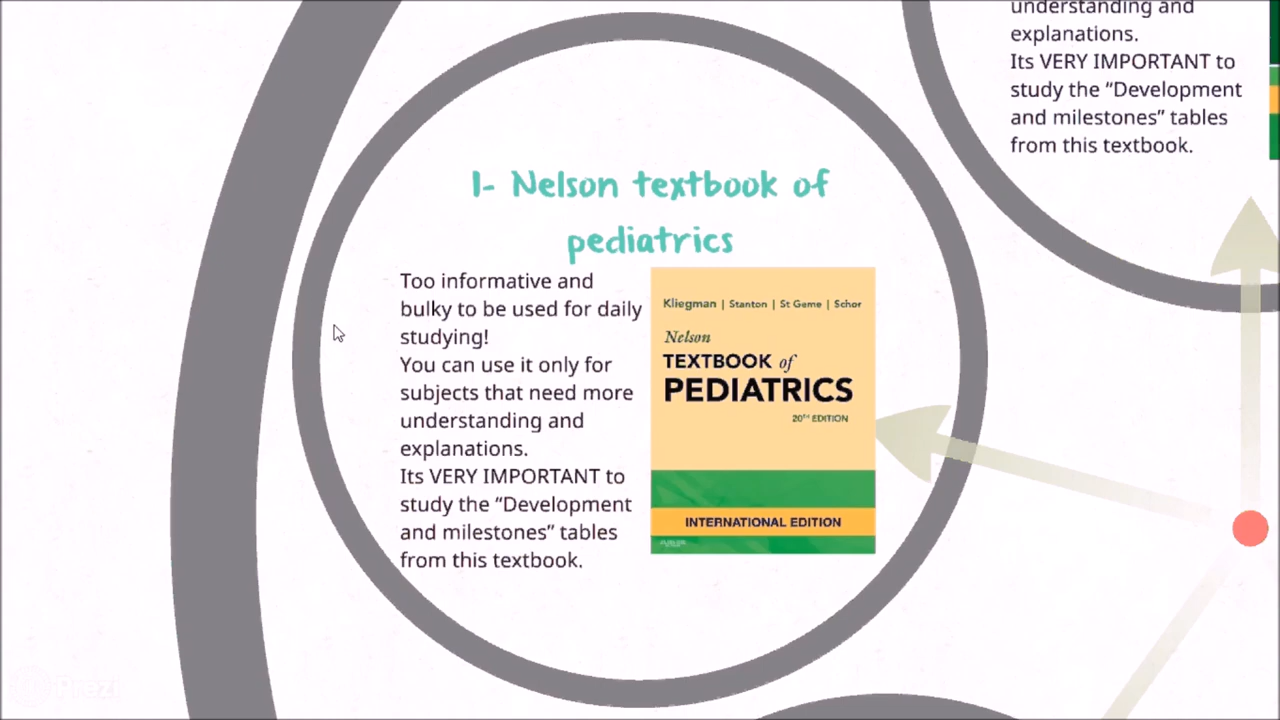 understanding and
explanations.
Its VERY IMPORTANT to
study the “Development
and milestones” tables
from this textbook.
1- Nelson textbook of
pediatrics
Too informative and
bulky to be used for daily
studying!
You can use it only for
subjects that need more
understanding and
explanations.
Its VERY IMPORTANT to
study the “Development
and milestones” tables
from this textbook.
Kliegman | Stanton | St Geme | Schor
Nelson
TEXTBOOK of
PEDIATRICS
20TH EDITION
INTERNATIONAL EDITION
Prezi